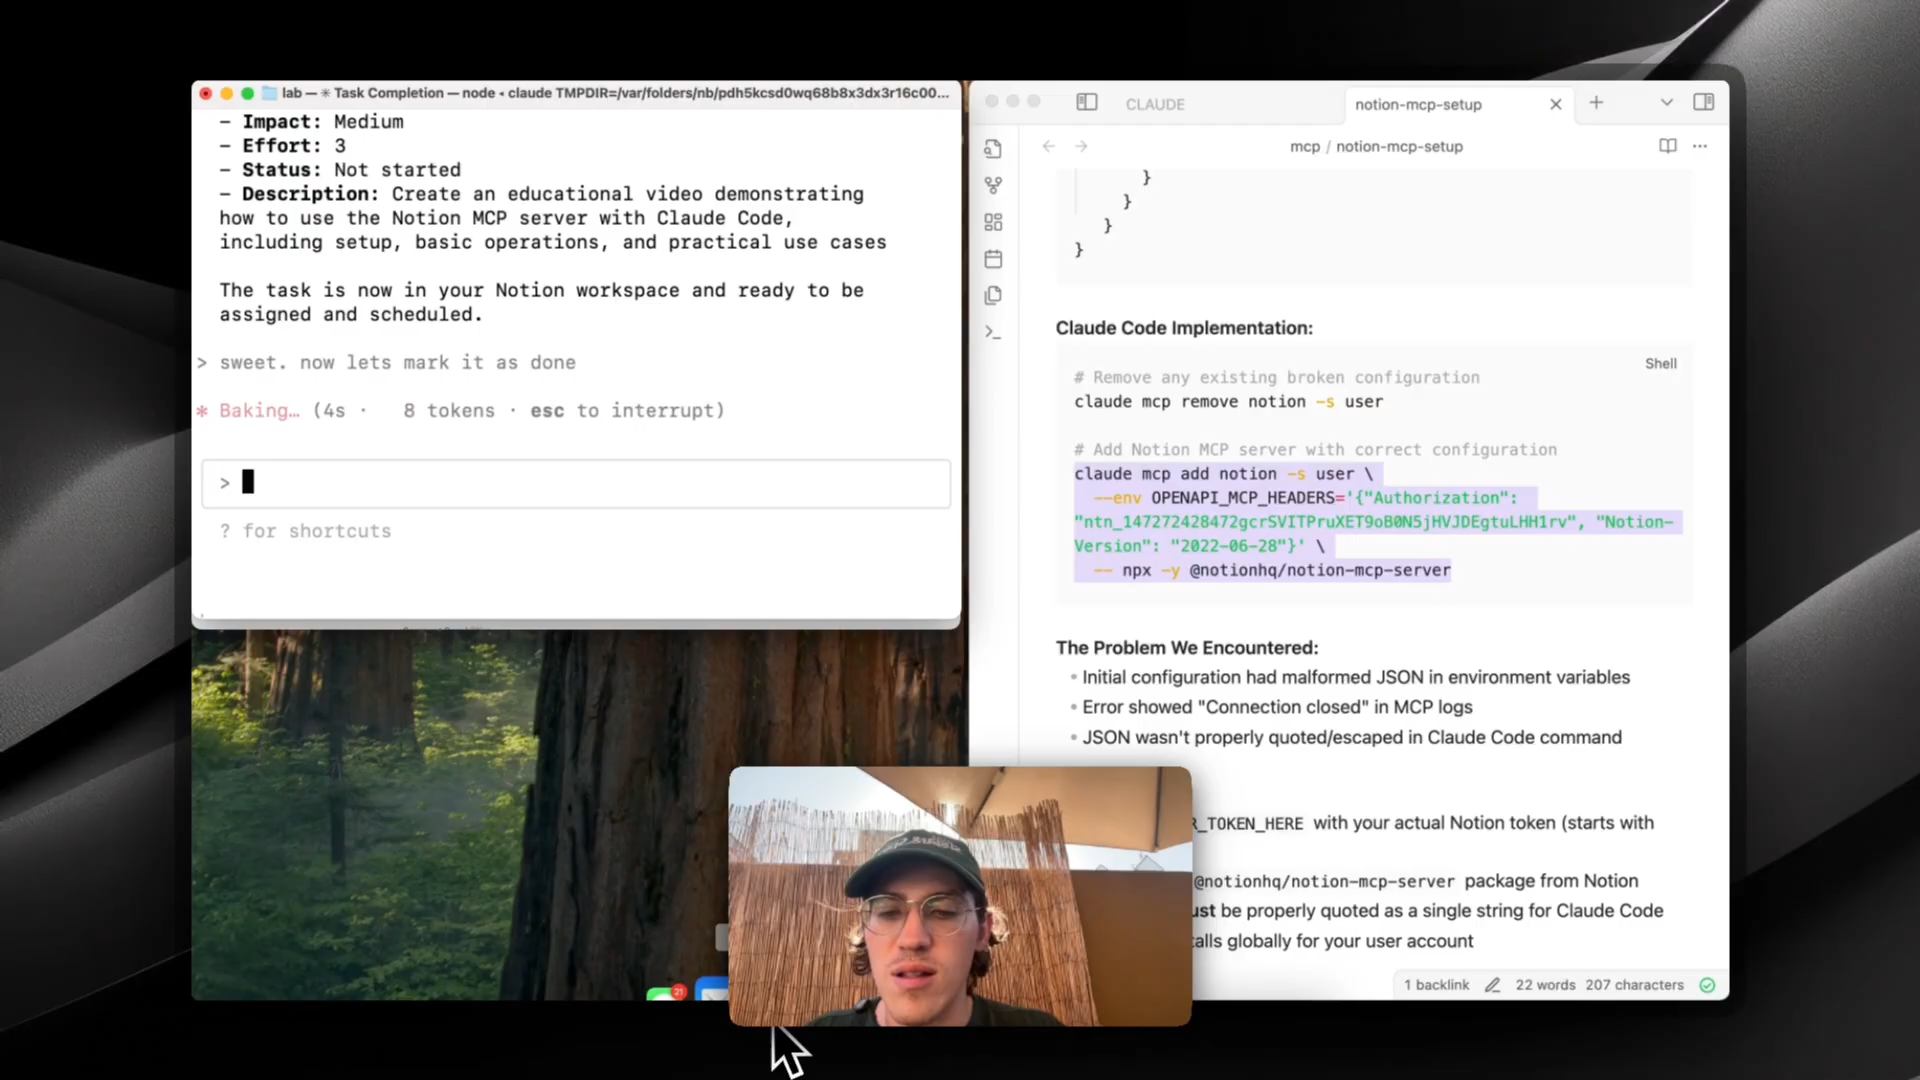 lab — ✳ Task Completion — node ◂ claude TMPDIR=/var/folders/nb/pdh5kcsd0wq68b8x3dx3r16c00...
- Impact: Medium
- Effort: 3
- Status: Not started
- Description: Create an educational video demonstrating
how to use the Notion MCP server with Claude Code,
including setup, basic operations, and practical use cases
The task is now in your Notion workspace and ready to be
assigned and scheduled.
> sweet. now lets mark it as done
* Baking… (4s · 8 tokens · esc to interrupt)
>
? for shortcuts
CLAUDE
notion-mcp-setup
mcp / notion-mcp-setup
}
}
}
}
Claude Code Implementation:
Shell
# Remove any existing broken configuration
claude mcp remove notion -s user
# Add Notion MCP server with correct configuration
claude mcp add notion -s user \
--env OPENAPI_MCP_HEADERS='{"Authorization":
"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", "Notion-
Version": "2022-06-28"}' \
-- npx -y @notionhq/notion-mcp-server
The Problem We Encountered:
• Initial configuration had malformed JSON in environment variables
• Error showed "Connection closed" in MCP logs
• JSON wasn't properly quoted/escaped in Claude Code command
R_TOKEN_HERE with your actual Notion token (starts with
@notionhq/notion-mcp-server package from Notion
ust be properly quoted as a single string for Claude Code
alls globally for your user account
1 backlink 22 words 207 characters
21